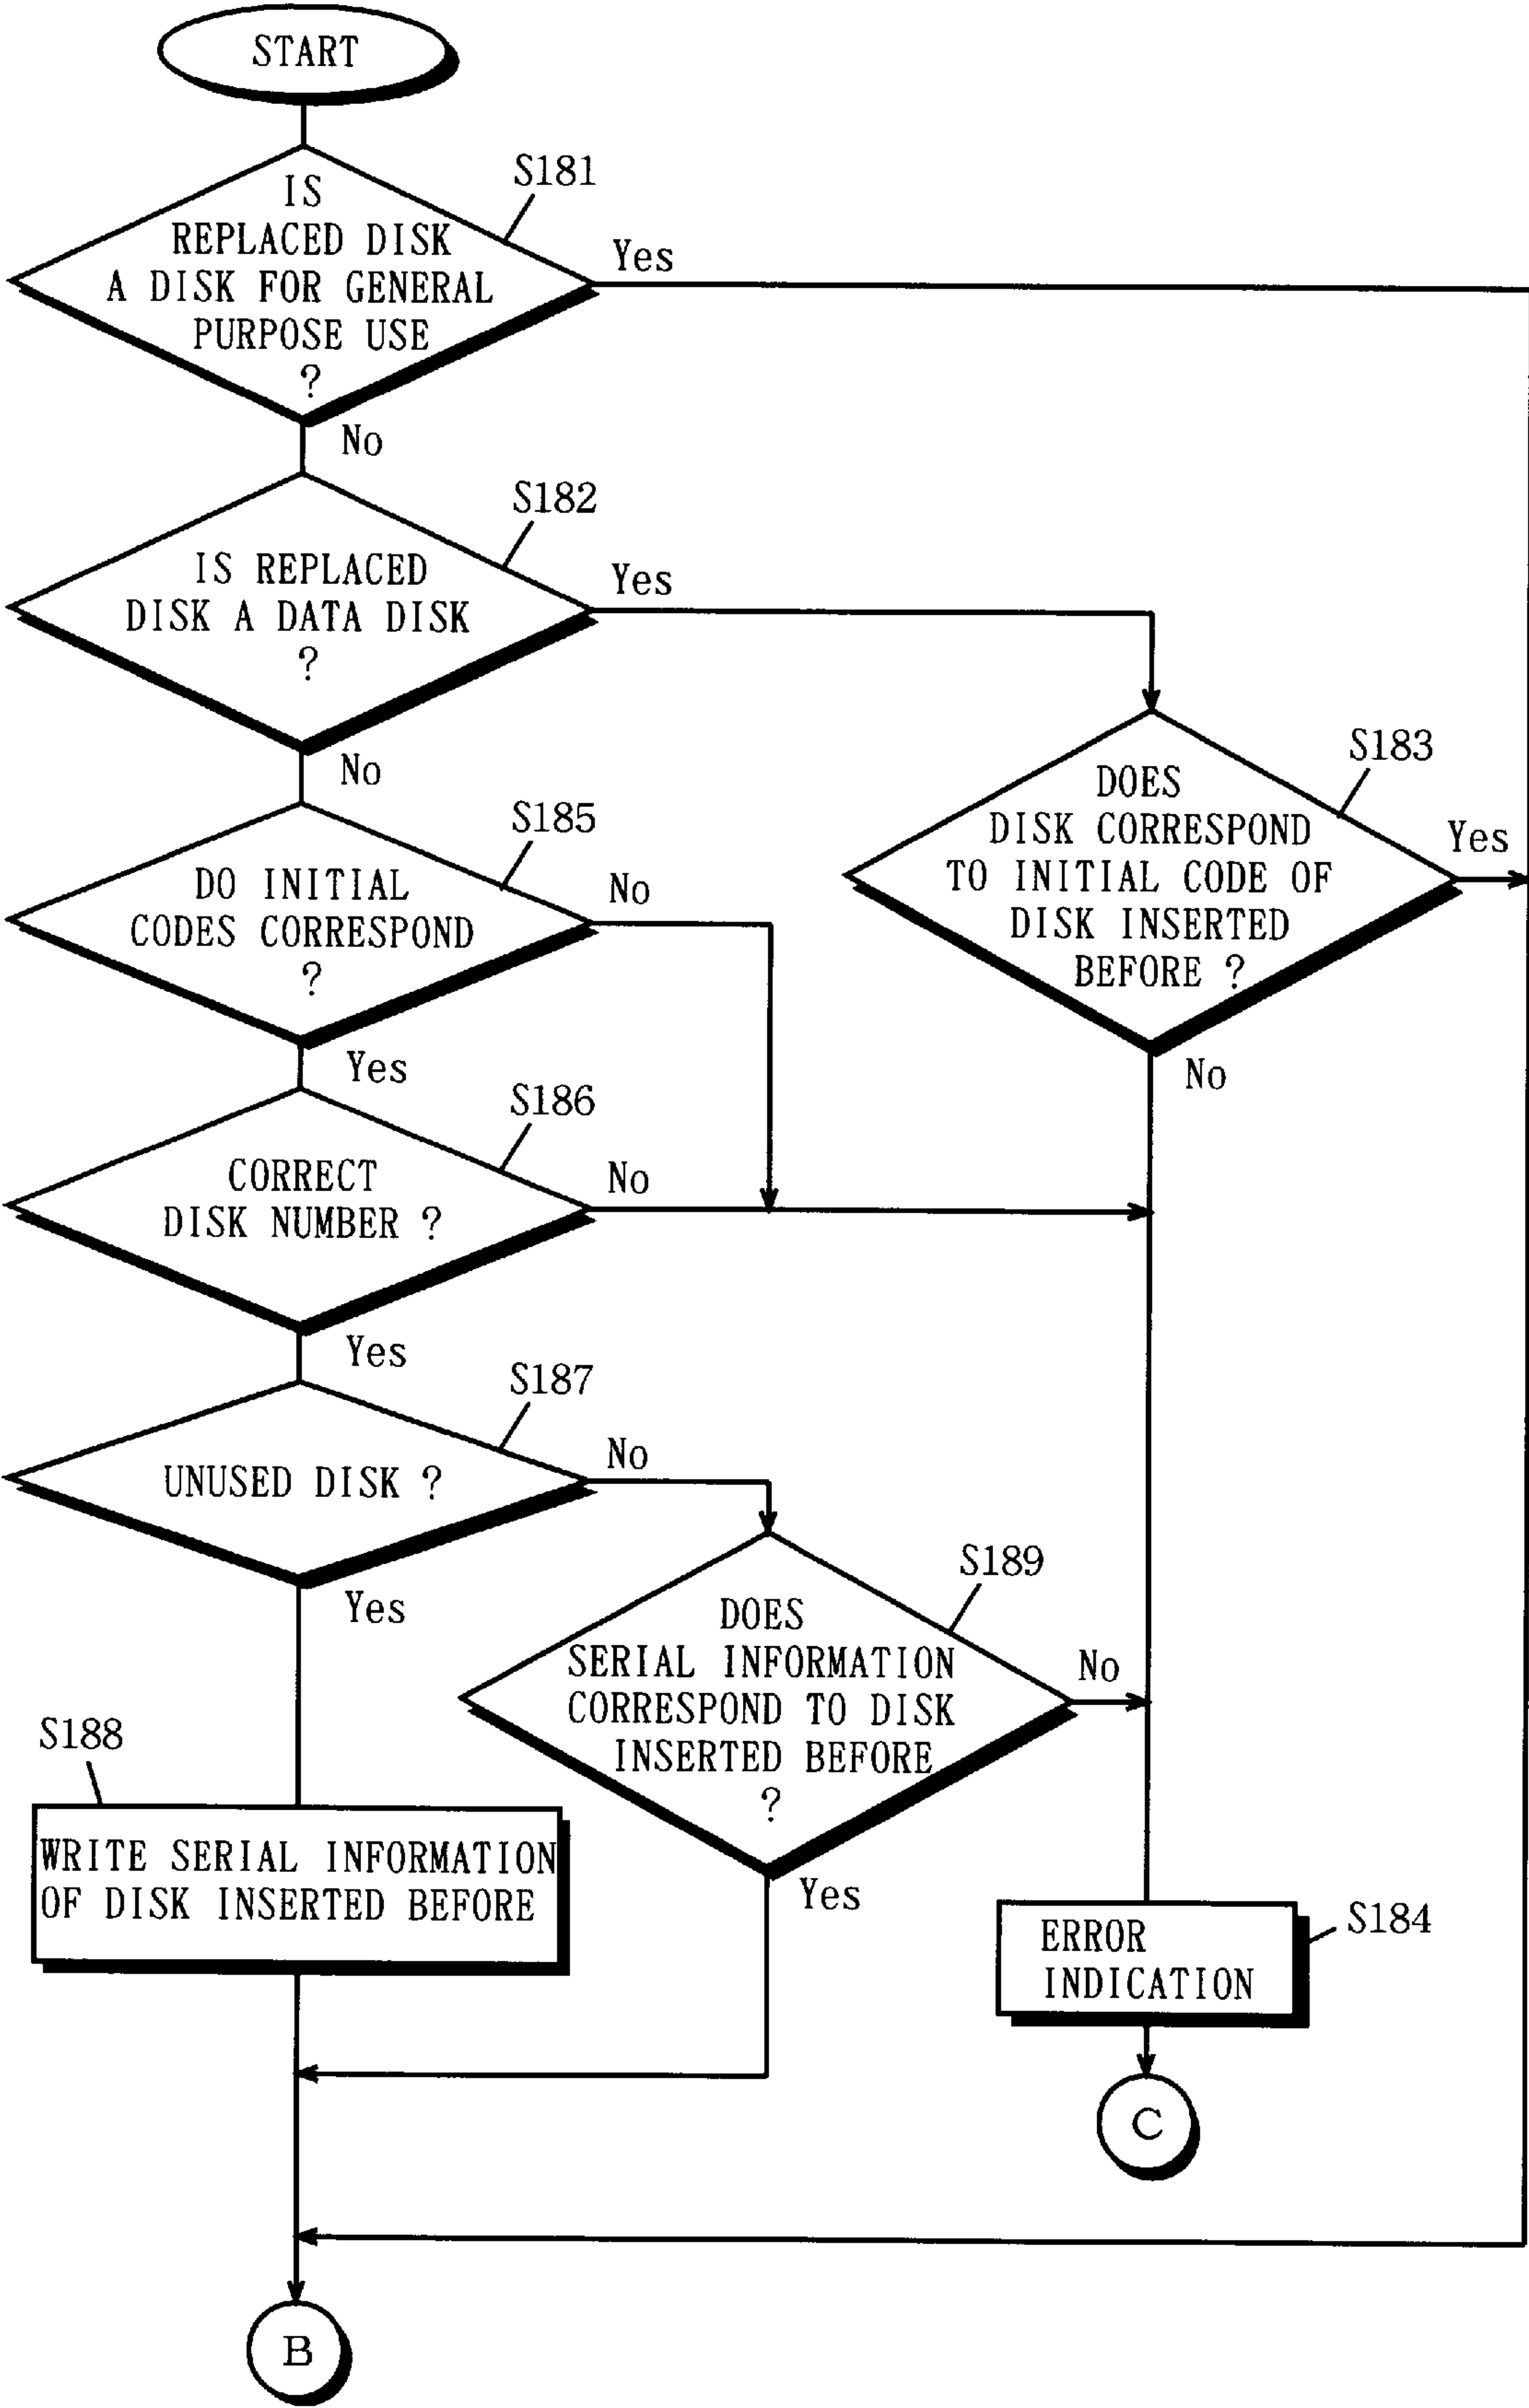 START
S181
IS
REPLACED DISK
A DISK FOR GENERAL
PURPOSE USE
?
Yes
No
S182
IS REPLACED
DISK A DATA DISK
?
Yes
No
S183
DOES
DISK CORRESPOND
TO INITIAL CODE OF
DISK INSERTED
BEFORE ?
Yes
No
S185
DO INITIAL
CODES CORRESPOND
?
No
Yes
S186
CORRECT
DISK NUMBER ?
No
Yes
S187
UNUSED DISK ?
No
Yes
S189
DOES
SERIAL INFORMATION
CORRESPOND TO DISK
INSERTED BEFORE
?
No
Yes
S188
WRITE SERIAL INFORMATION
OF DISK INSERTED BEFORE
S184
ERROR
INDICATION
C
B